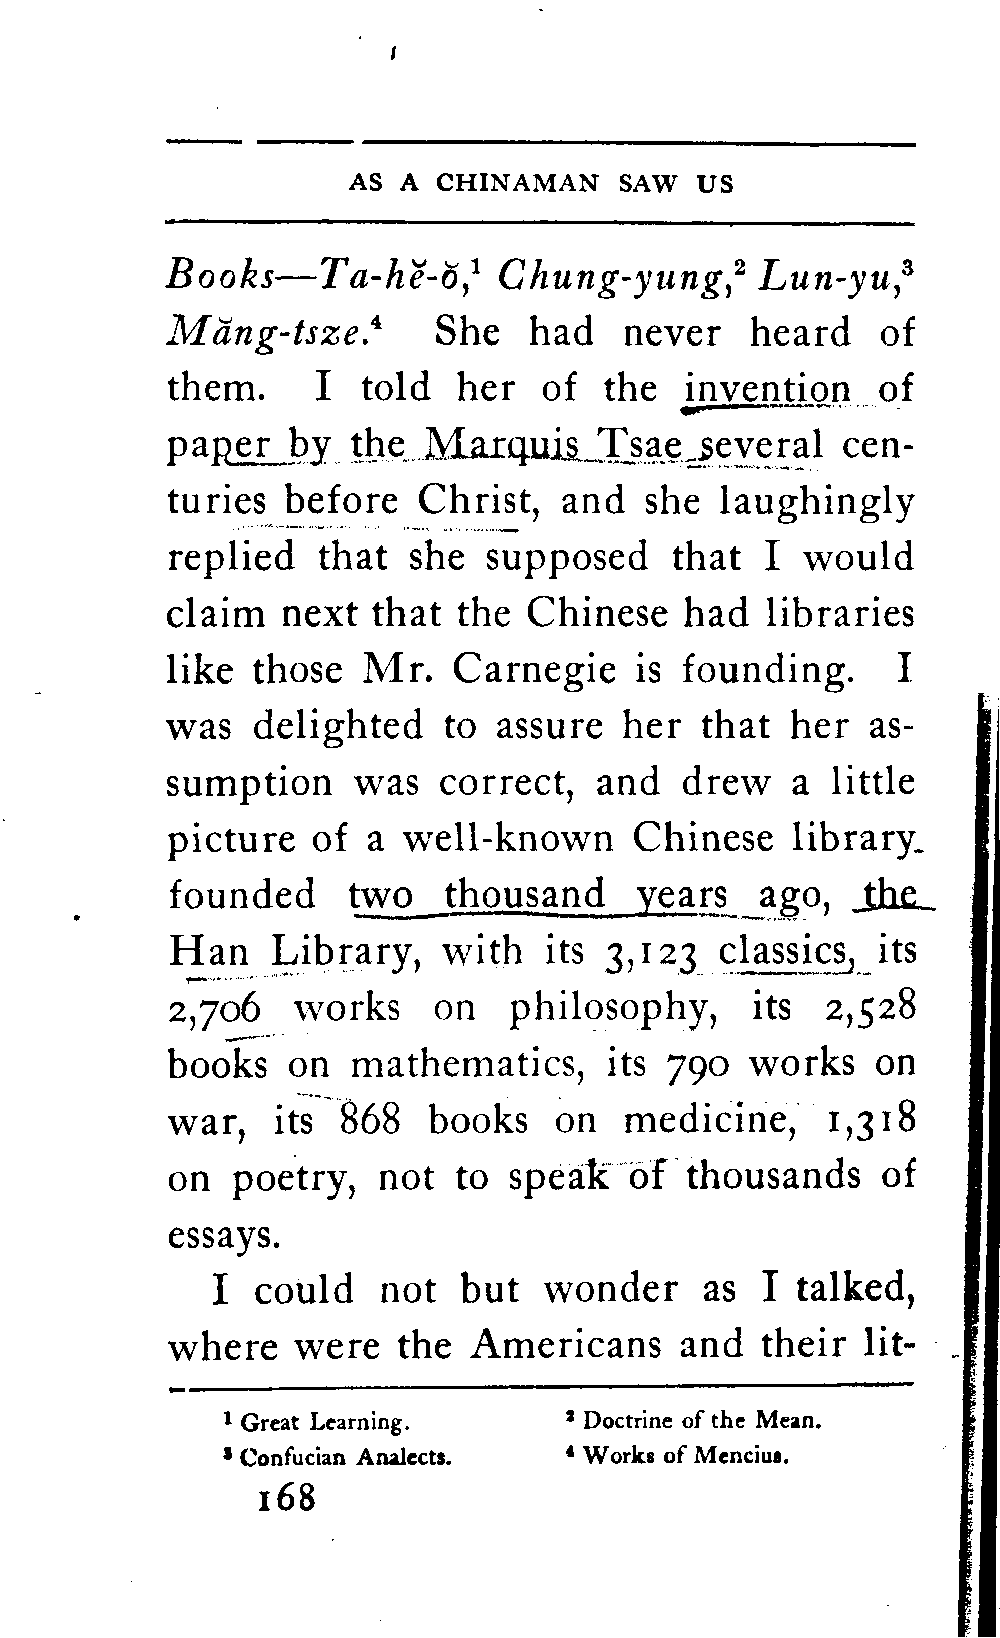 AS A CHINAMAN SAW US
Books—Ta-hĕ-ŏ,¹ Chung-yung,² Lun-yu,³
Măng-tsze.⁴ She had never heard of
them. I told her of the invention of
paper by the Marquis Tsae several cen-
turies before Christ, and she laughingly
replied that she supposed that I would
claim next that the Chinese had libraries
like those Mr. Carnegie is founding. I
was delighted to assure her that her as-
sumption was correct, and drew a little
picture of a well-known Chinese library
founded two thousand years ago, the
Han Library, with its 3,123 classics, its
2,706 works on philosophy, its 2,528
books on mathematics, its 790 works on
war, its 868 books on medicine, 1,318
on poetry, not to speak of thousands of
essays.
I could not but wonder as I talked,
where were the Americans and their lit-
¹ Great Learning. ² Doctrine of the Mean.
³ Confucian Analects. ⁴ Works of Mencius.
168